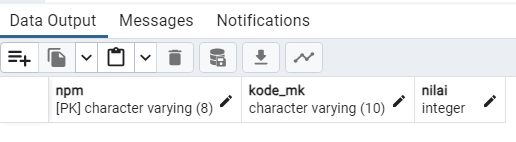 Data Output Messages Notifications
npm kode_mk nilai
[PK] character varying (8) character varying (10) integer